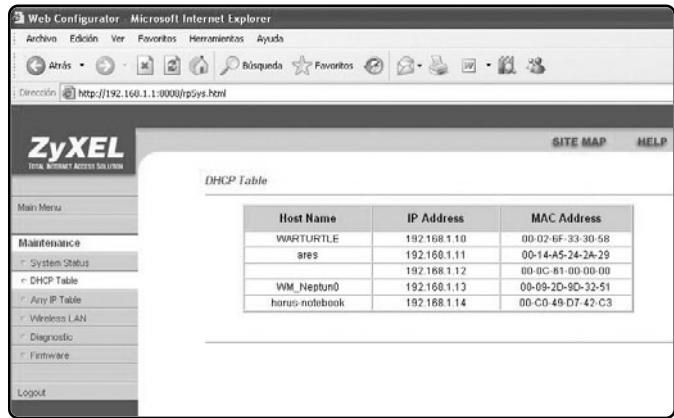 Web Configurator - Microsoft Internet Explorer
Archivo Edición Ver Favoritos Herramientas Ayuda
Atrás Búsqueda Favoritos
Dirección http://192.168.1.1:8000/rpSys.html
ZyXEL
TOTAL INTERNET ACCESS SOLUTION
SITE MAP HELP
DHCP Table
Main Menu
Maintenance
System Status
DHCP Table
Any IP Table
Wireless LAN
Diagnostic
Firmware
Logout
Host Name IP Address MAC Address
WARTURTLE 192.168.1.10 00-02-6F-33-30-58
ares 192.168.1.11 00-14-A5-24-2A-29
192.168.1.12 00-0C-61-00-00-00
WM_Neptun0 192.168.1.13 00-09-2D-9D-32-51
horus-notebook 192.168.1.14 00-C0-49-D7-42-C3